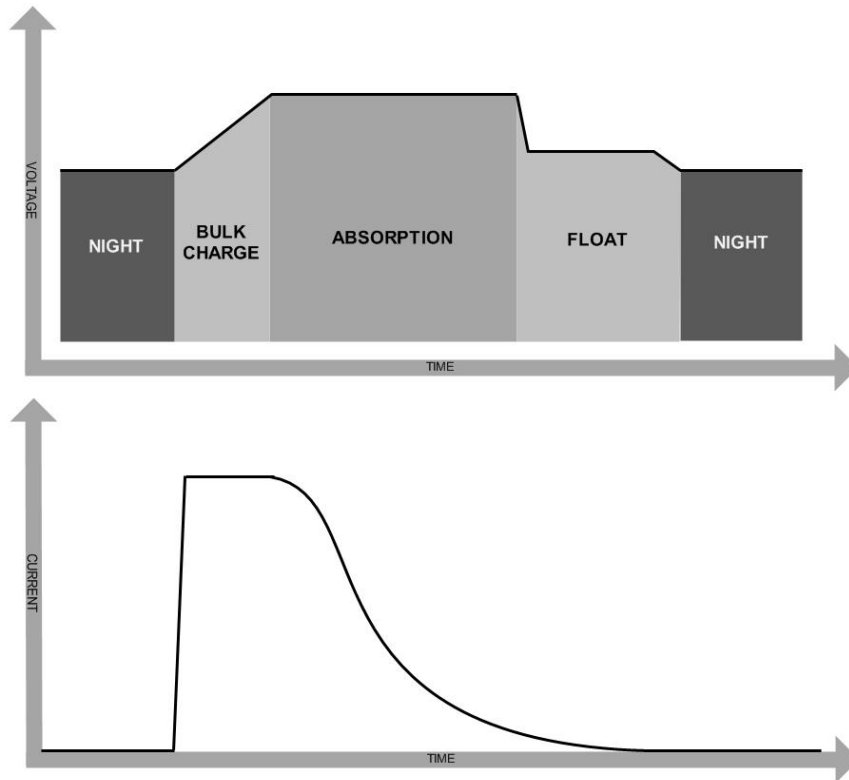 VOLTAGE
NIGHT
BULK
CHARGE
ABSORPTION
FLOAT
NIGHT
TIME
CURRENT
TIME